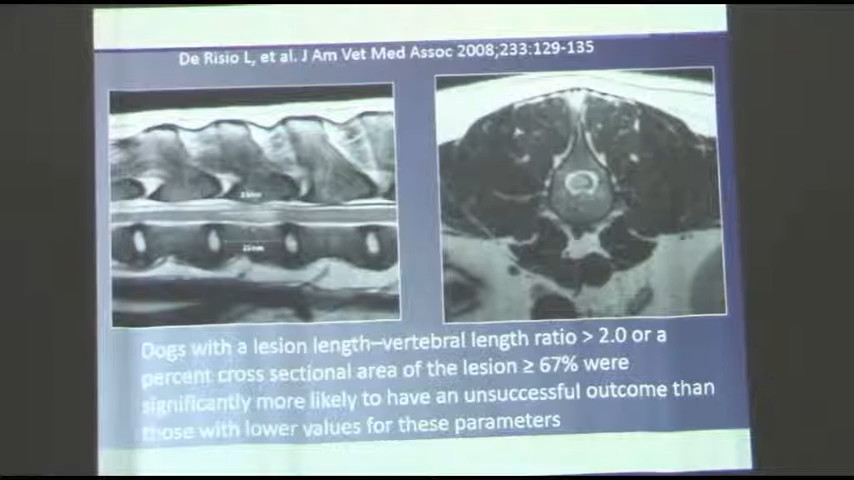 De Risio L, et al. J Am Vet Med Assoc 2008;233:129-135
Dogs with a lesion length–vertebral length ratio > 2.0 or a
percent cross sectional area of the lesion ≥ 67% were
significantly more likely to have an unsuccessful outcome than
those with lower values for these parameters